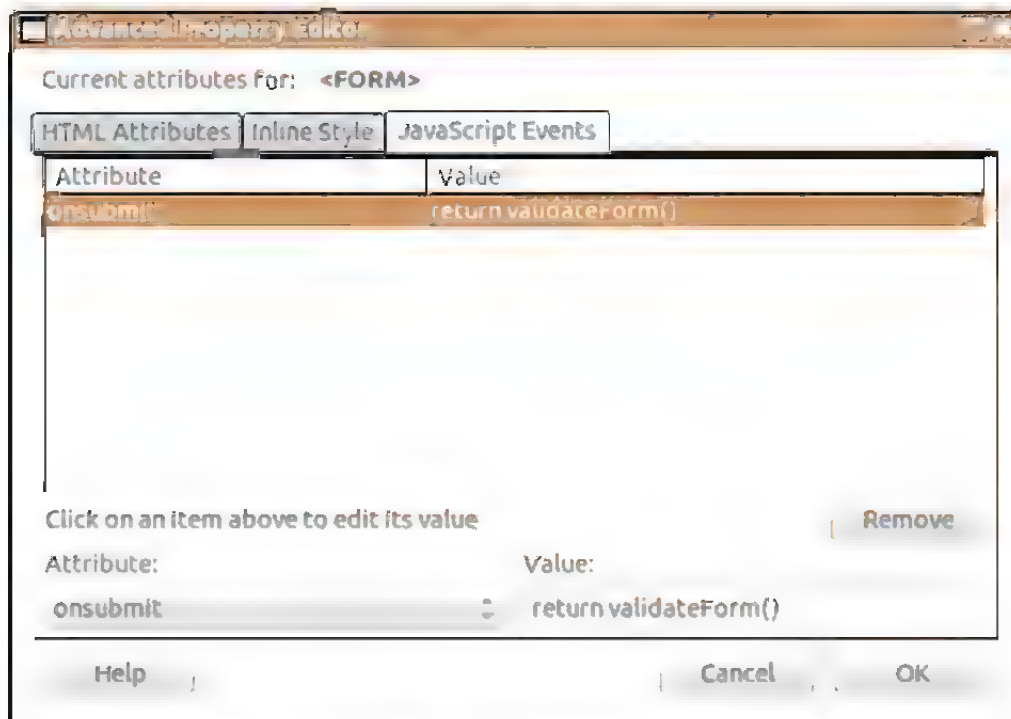 Advanced Property Editor
Current attributes for: <FORM>
HTML Attributes Inline Style JavaScript Events
Attribute Value
onsubmit return validateForm()
Click on an item above to edit its value Remove
Attribute: Value:
onsubmit return validateForm()
Help Cancel OK